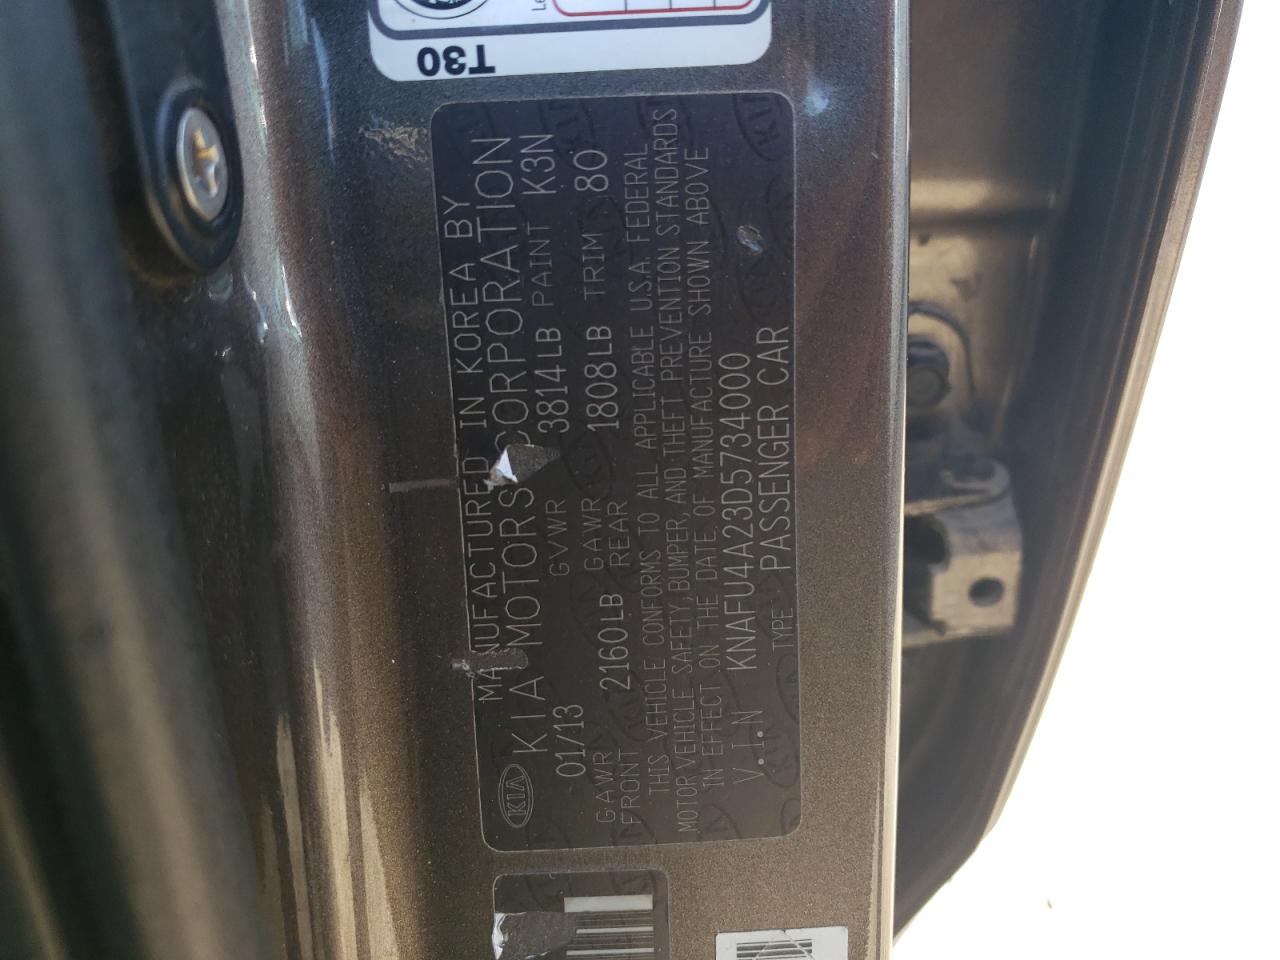 MANUFACTURED IN KOREA BY
KIA MOTORS CORPORATION
01/13 GVWR 3814LB PAINT K3N
GAWR FRONT 2160LB GAWR REAR 1808LB TRIM 80
THIS VEHICLE CONFORMS TO ALL APPLICABLE U.S.A. FEDERAL
MOTOR VEHICLE SAFETY, BUMPER, AND THEFT PREVENTION STANDARDS
IN EFFECT ON THE DATE OF MANUFACTURE SHOWN ABOVE
V.I.N KNAFU4A23D5734000
TYPE PASSENGER CAR
KIA
T30